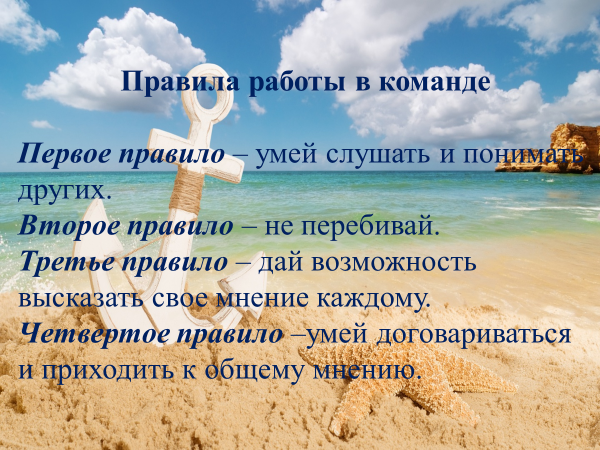 Правила работы в команде
Первое правило – умей слушать и понимать
других.
Второе правило – не перебивай.
Третье правило – дай возможность
высказать свое мнение каждому.
Четвертое правило –умей договариваться
и приходить к общему мнению.